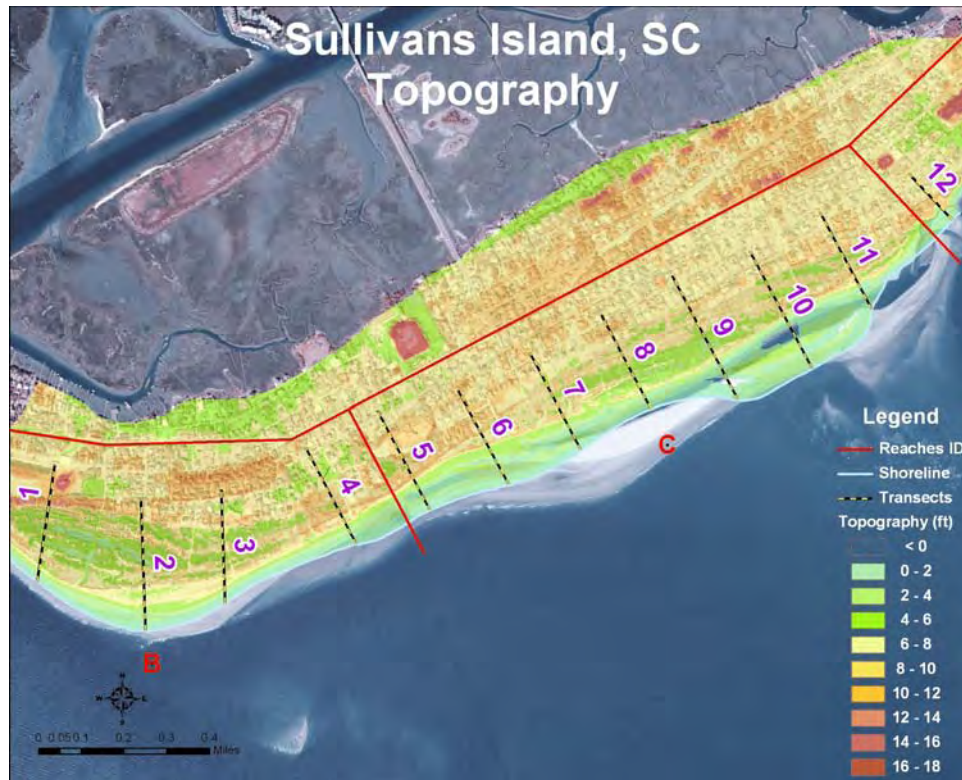 Sullivans Island, SC
Topography
12
11
10
9
8
7
6
5
4
3
2
1
C
B
Legend
Reaches ID
Shoreline
Transects
Topography (ft)
< 0
0 - 2
2 - 4
4 - 6
6 - 8
8 - 10
10 - 12
12 - 14
14 - 16
16 - 18
N
W E
S
0 0.05 0.1 0.2 0.3 0.4
Miles